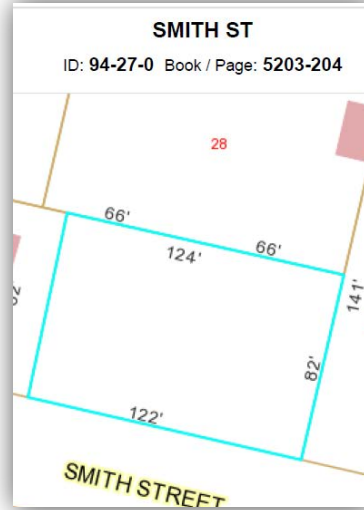 SMITH ST
ID: 94-27-0 Book / Page: 5203-204
28
66'
124'
66'
141'
82'
122'
SMITH STREET